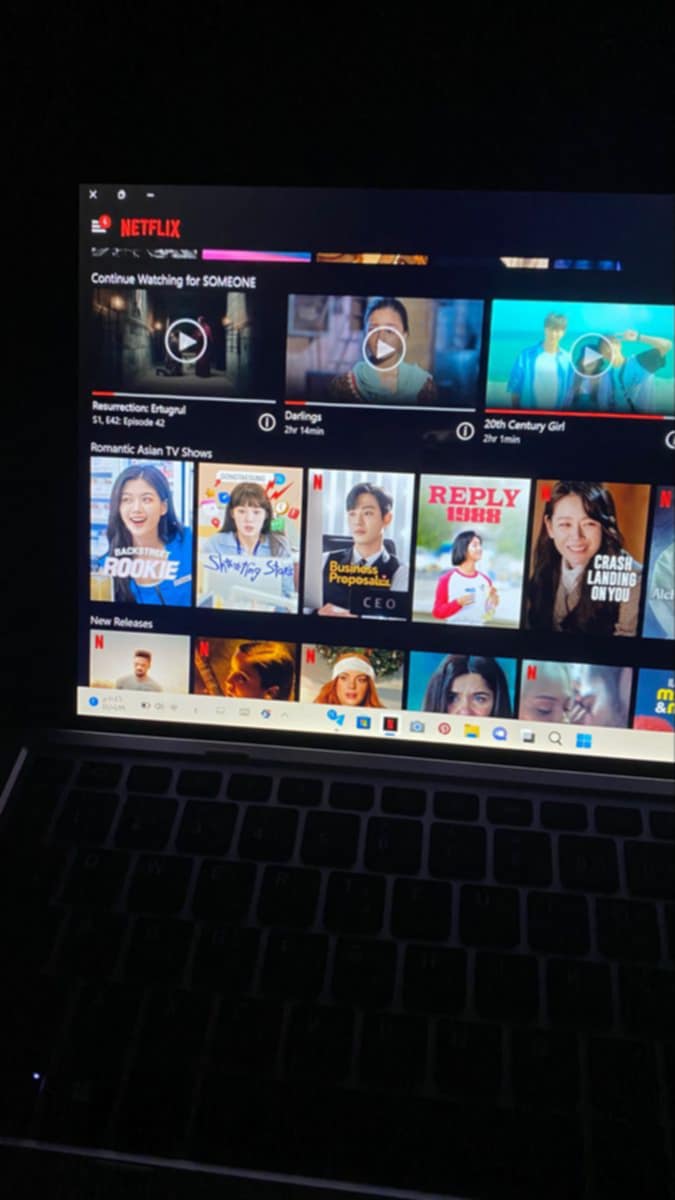 6
NETFLIX
Continue Watching for SOMEONE
Resurrection: Ertugrul
S1, E42: Episode 42
Darlings
2hr 14min
20th Century Girl
2hr 1min
Romantic Asian TV Shows
BACKSTREET
ROOKIE
Shooting Stars
N
Business
Proposal
CEO
REPLY
1988
N
CRASH
LANDING
ON YOU
N
Alch
New Releases
N
N
N
N